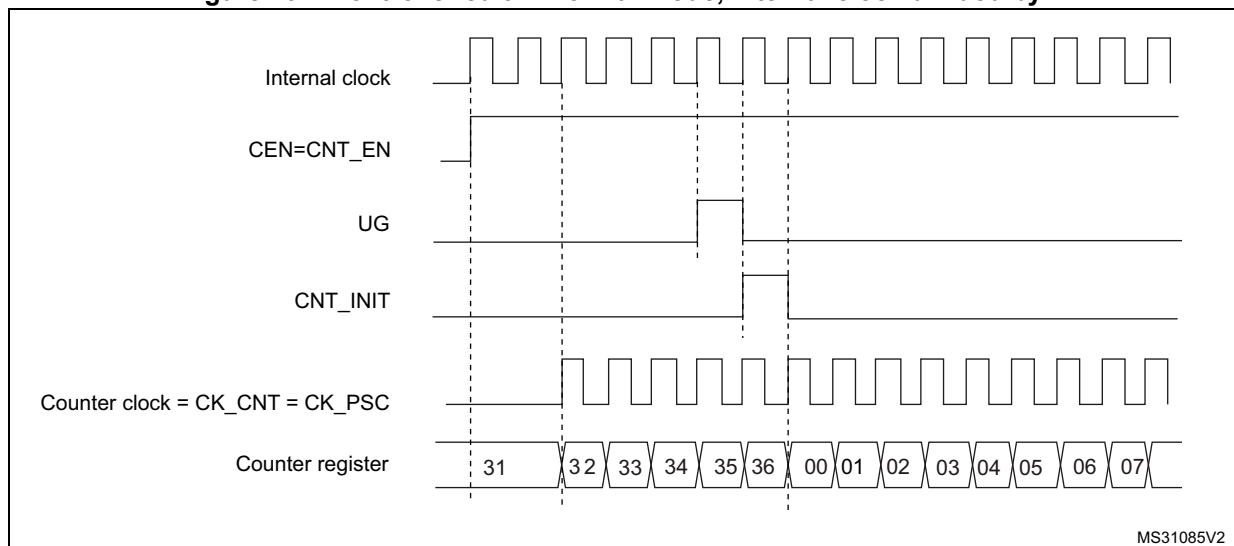 Internal clock
CEN=CNT_EN
UG
CNT_INIT
Counter clock = CK_CNT = CK_PSC
Counter register 31 32 33 34 35 36 00 01 02 03 04 05 06 07
MS31085V2